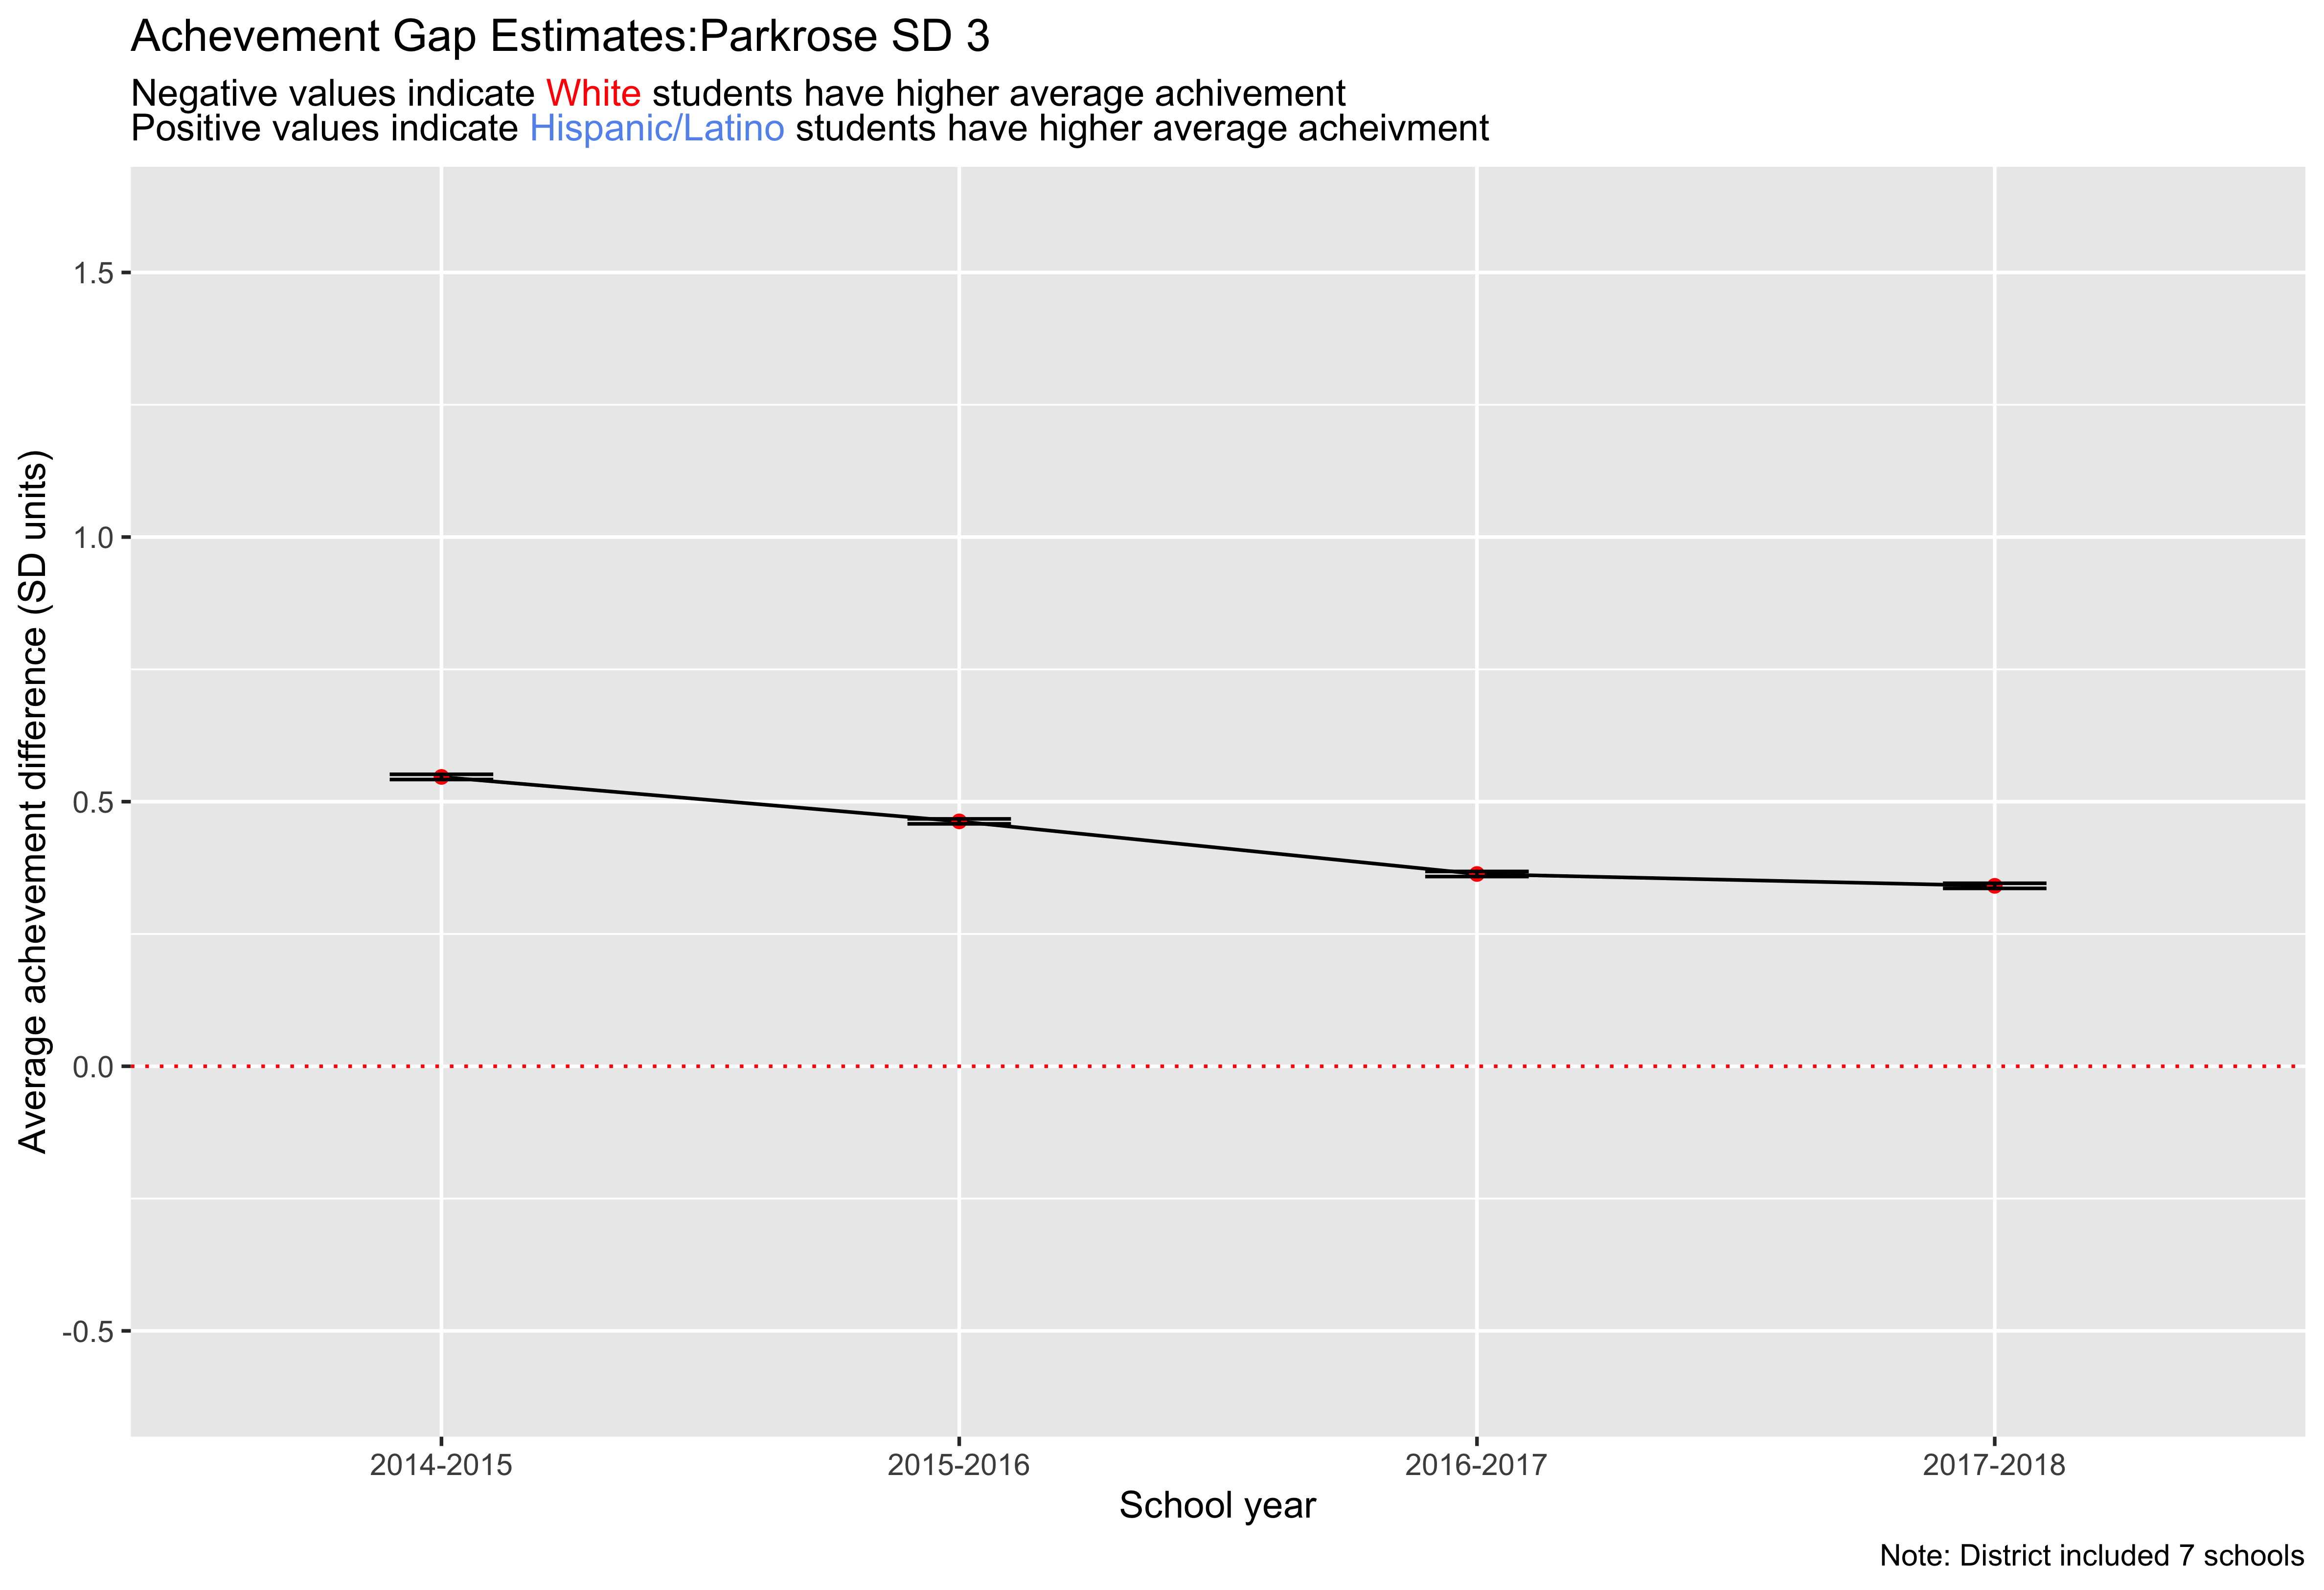 Achevement Gap Estimates:Parkrose SD 3
Negative values indicate White students have higher average achivement
Positive values indicate Hispanic/Latino students have higher average acheivment
Average achevement difference (SD units)
1.5
1.0
0.5
0.0
-0.5
2014-2015 2015-2016 2016-2017 2017-2018
School year
Note: District included 7 schools